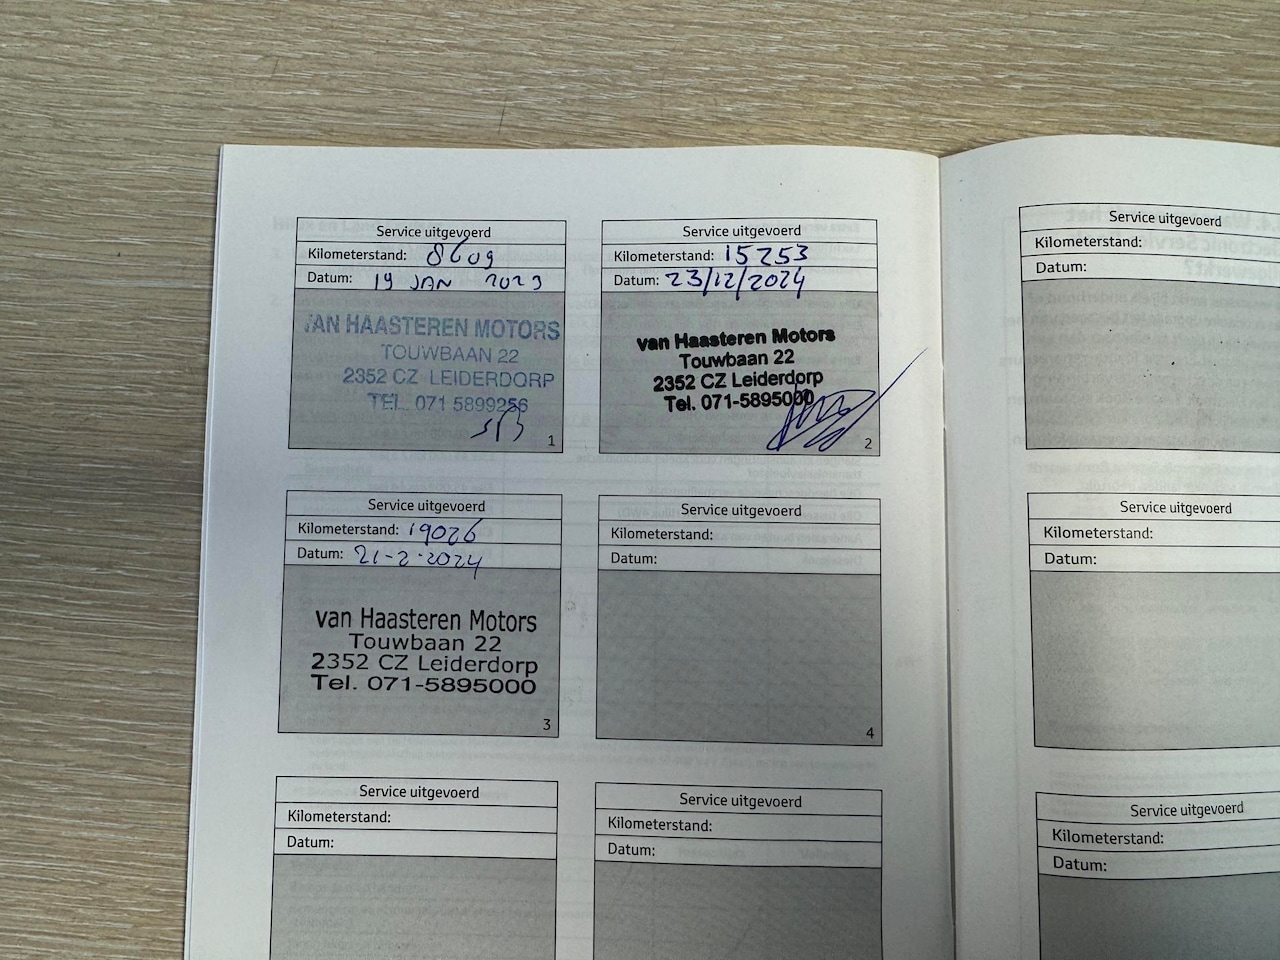 Service uitgevoerd
Kilometerstand: 8609
Datum: 19 JAN 2023
VAN HAASTEREN MOTORS
TOUWBAAN 22
2352 CZ LEIDERDORP
TEL. 071 5899256
1
Service uitgevoerd
Kilometerstand: 15253
Datum: 23/12/2024
van Haasteren Motors
Touwbaan 22
2352 CZ Leiderdorp
Tel. 071-5895000
2
Service uitgevoerd
Kilometerstand: 19026
Datum: 21-2-2024
van Haasteren Motors
Touwbaan 22
2352 CZ Leiderdorp
Tel. 071-5895000
3
Service uitgevoerd
Kilometerstand:
Datum:
4
Service uitgevoerd
Kilometerstand:
Datum:
Service uitgevoerd
Kilometerstand:
Datum:
Service uitgevoerd
Kilometerstand:
Datum:
Service uitgevoerd
Kilometerstand:
Datum:
Service uitgevoerd
Kilometerstand:
Datum: